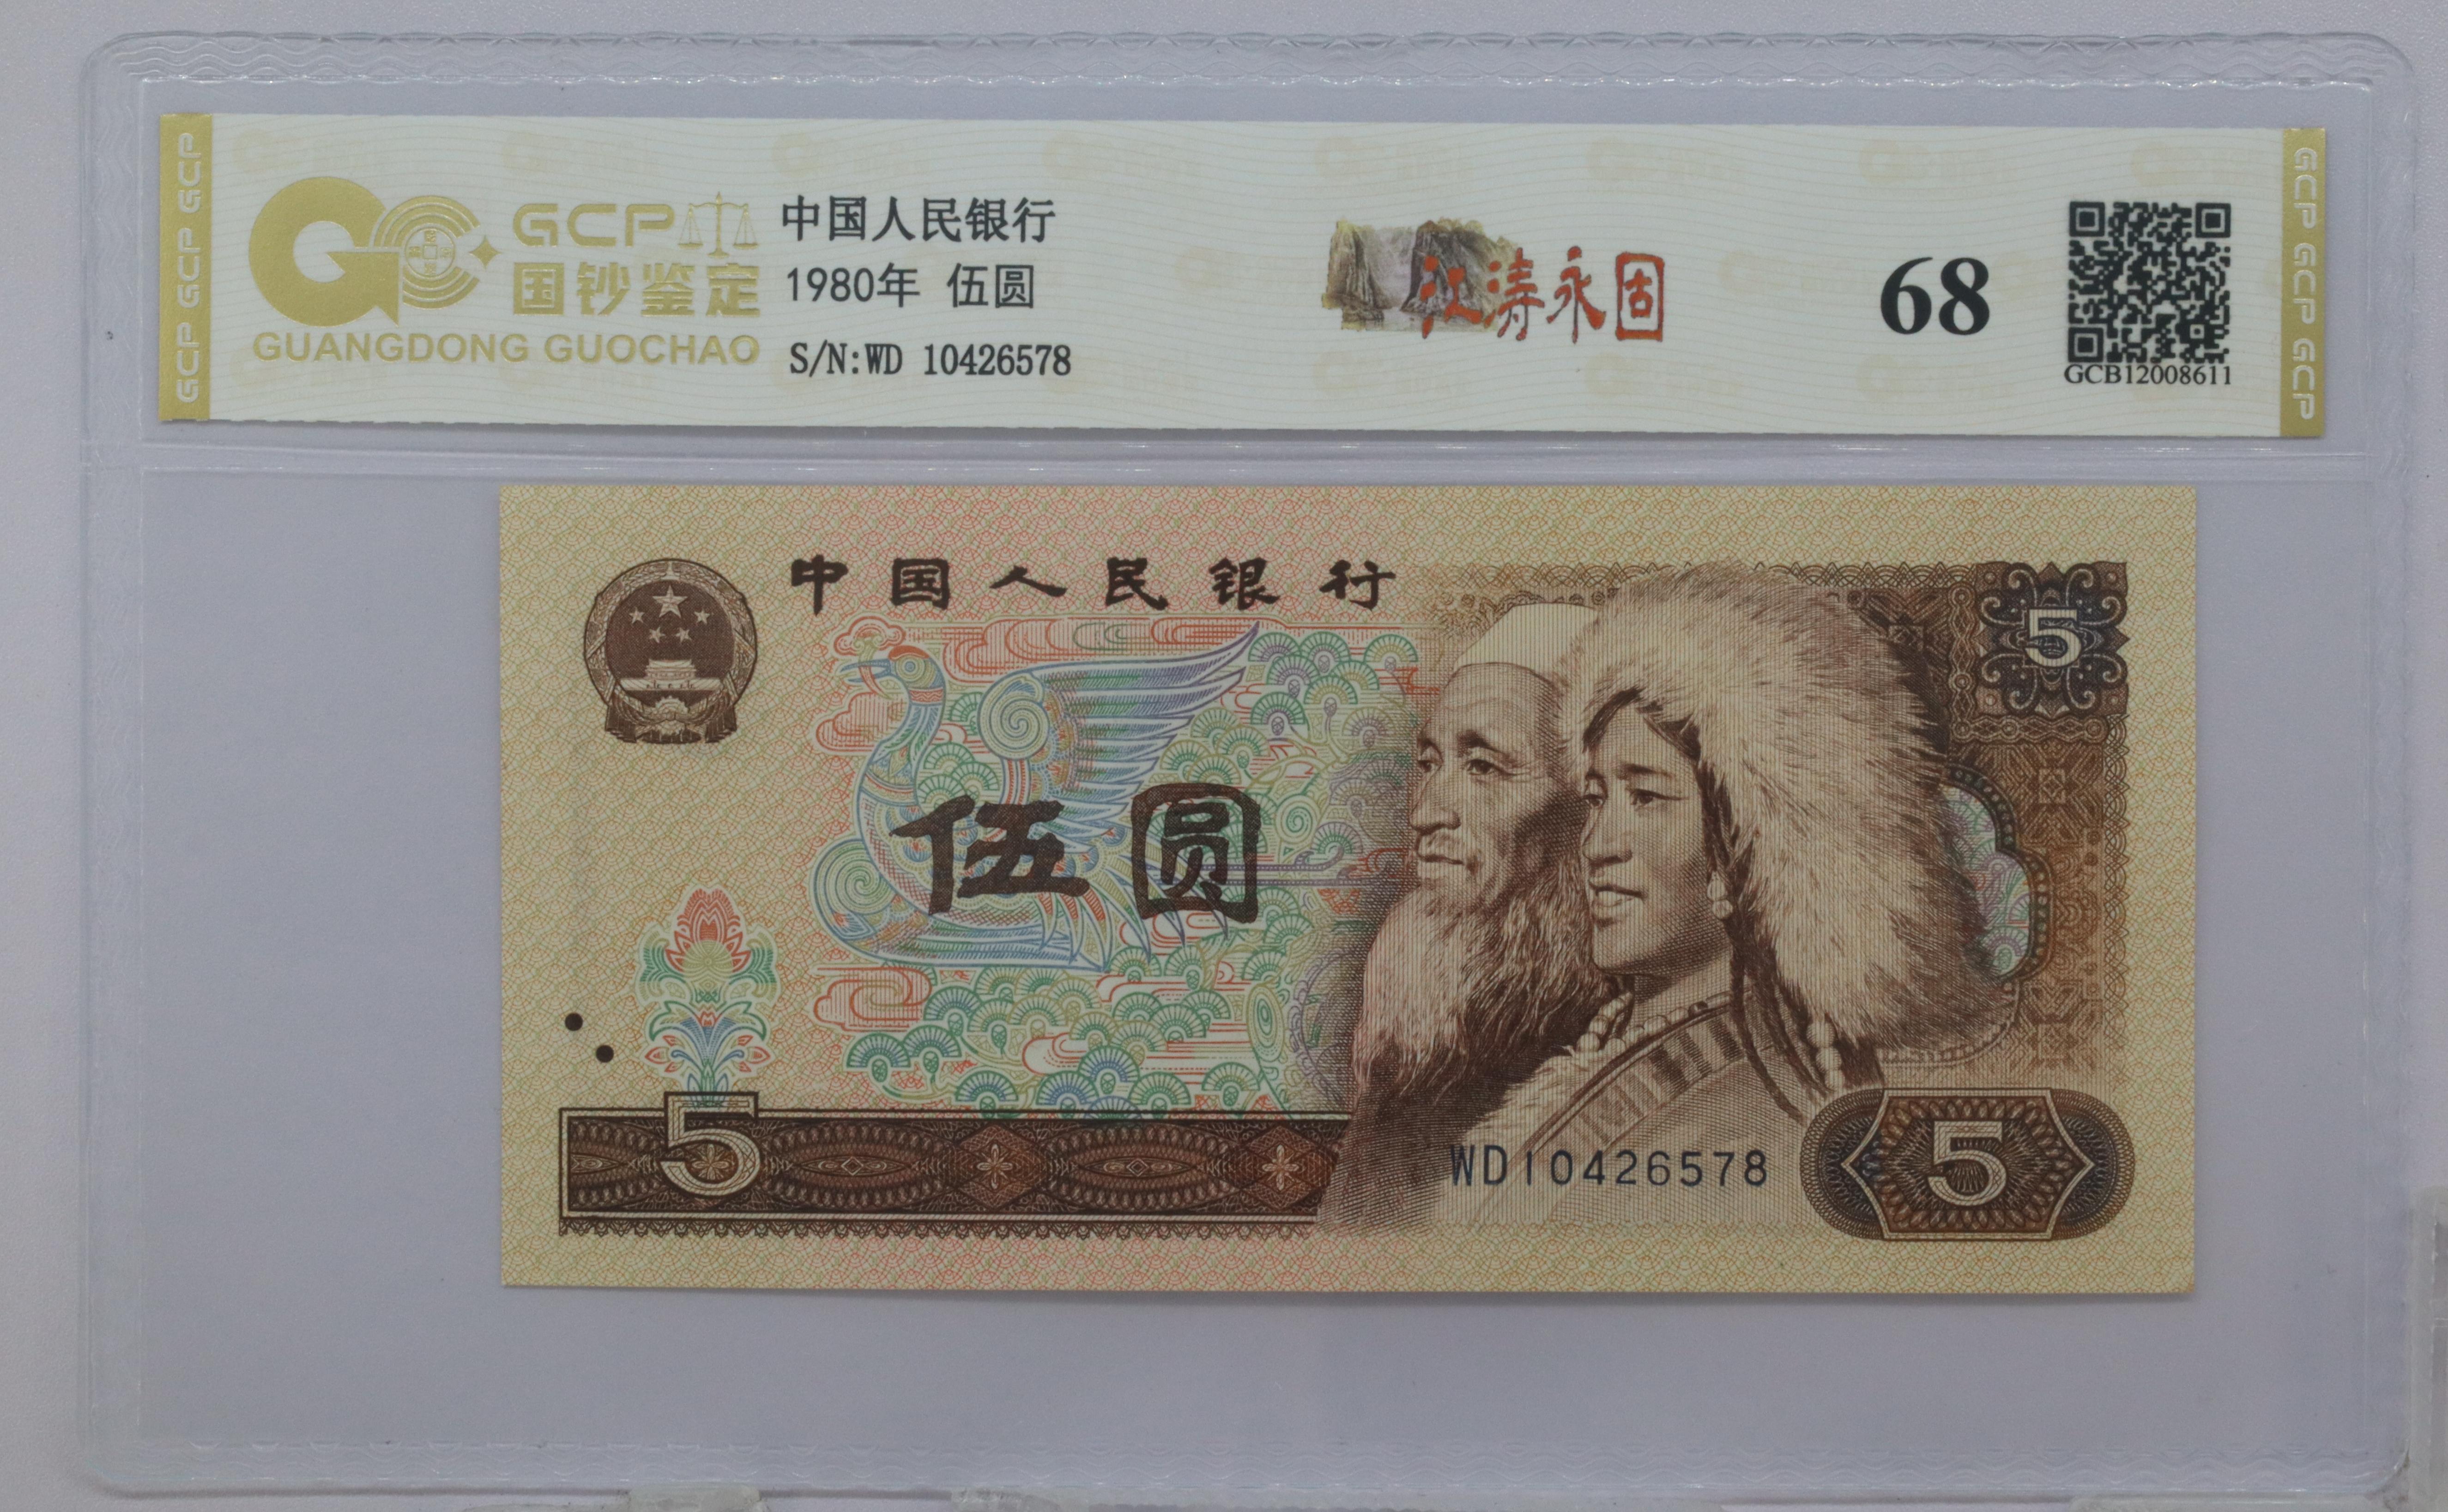 GCP GCP GCP
GCP
国钞鉴定
GUANGDONG GUOCHAO
中国人民银行
1980年 伍圆
S/N:WD 10426578
江涛永固
68
GCB12008611
GCP GCP GCP
中国人民银行
5
伍圆
5
WD10426578
5